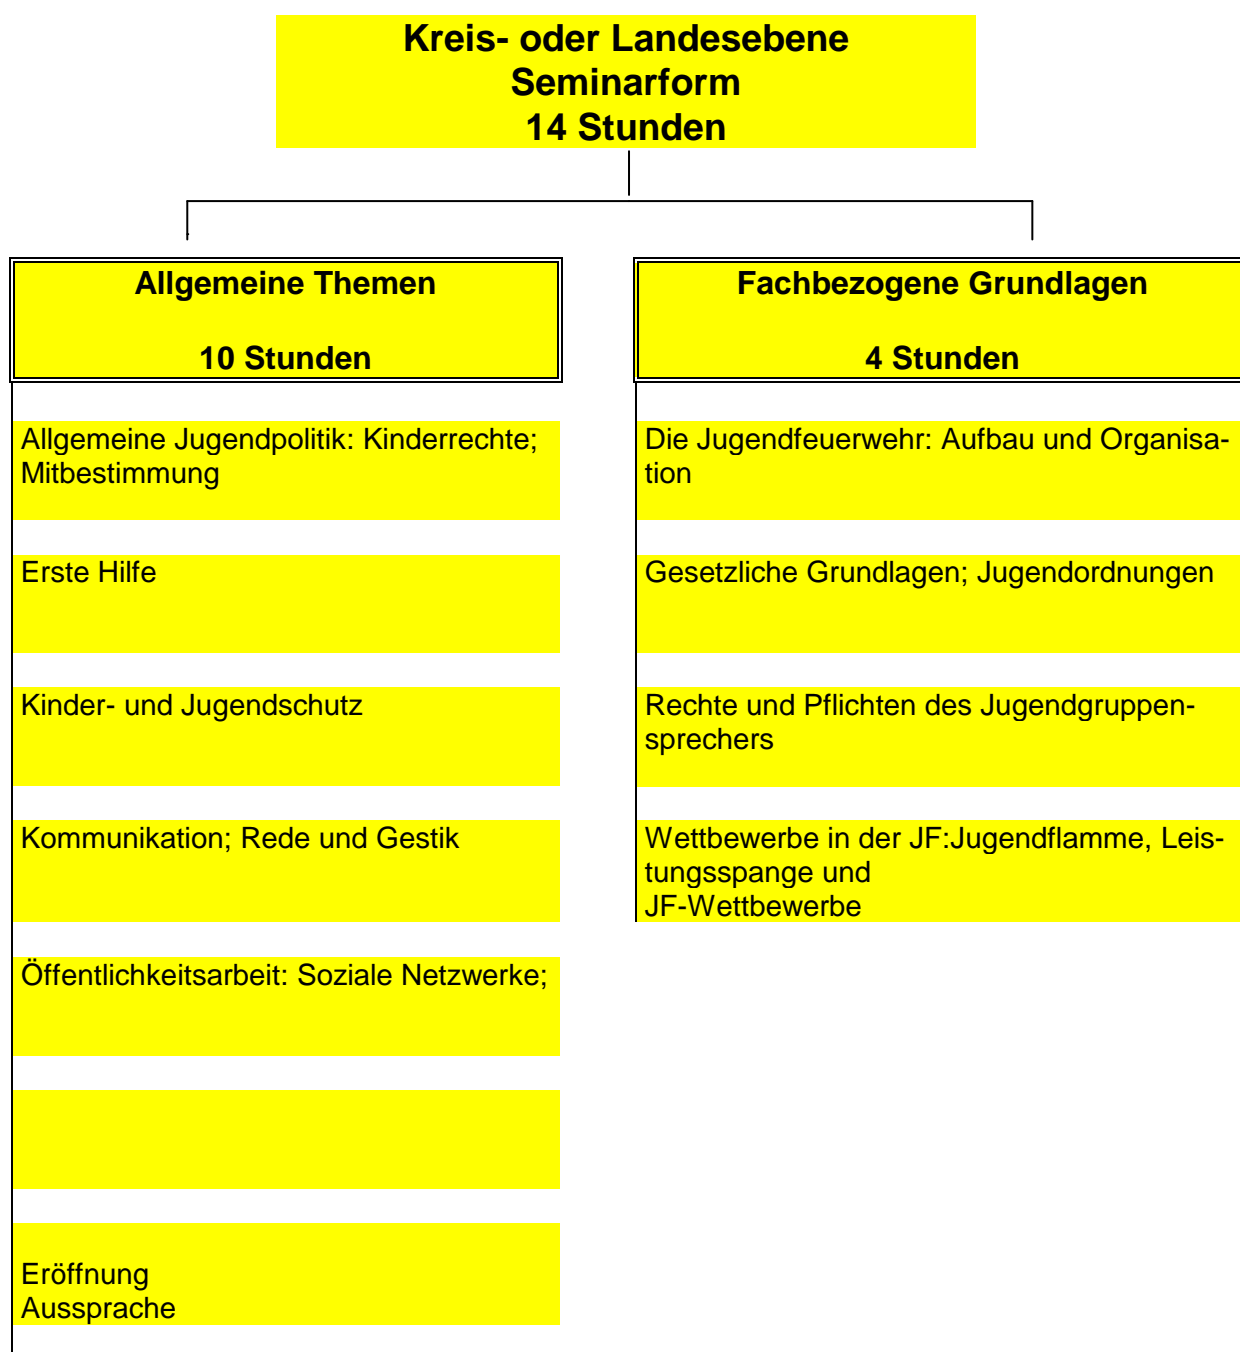 Kreis- oder Landesebene
Seminarform
14 Stunden
Allgemeine Themen
10 Stunden
Allgemeine Jugendpolitik: Kinderrechte;
Mitbestimmung
Erste Hilfe
Kinder- und Jugendschutz
Kommunikation; Rede und Gestik
Öffentlichkeitsarbeit: Soziale Netzwerke;
Eröffnung
Aussprache
Fachbezogene Grundlagen
4 Stunden
Die Jugendfeuerwehr: Aufbau und Organisa-
tion
Gesetzliche Grundlagen; Jugendordnungen
Rechte und Pflichten des Jugendgruppen-
sprechers
Wettbewerbe in der JF:Jugendflamme, Leis-
tungsspange und
JF-Wettbewerbe